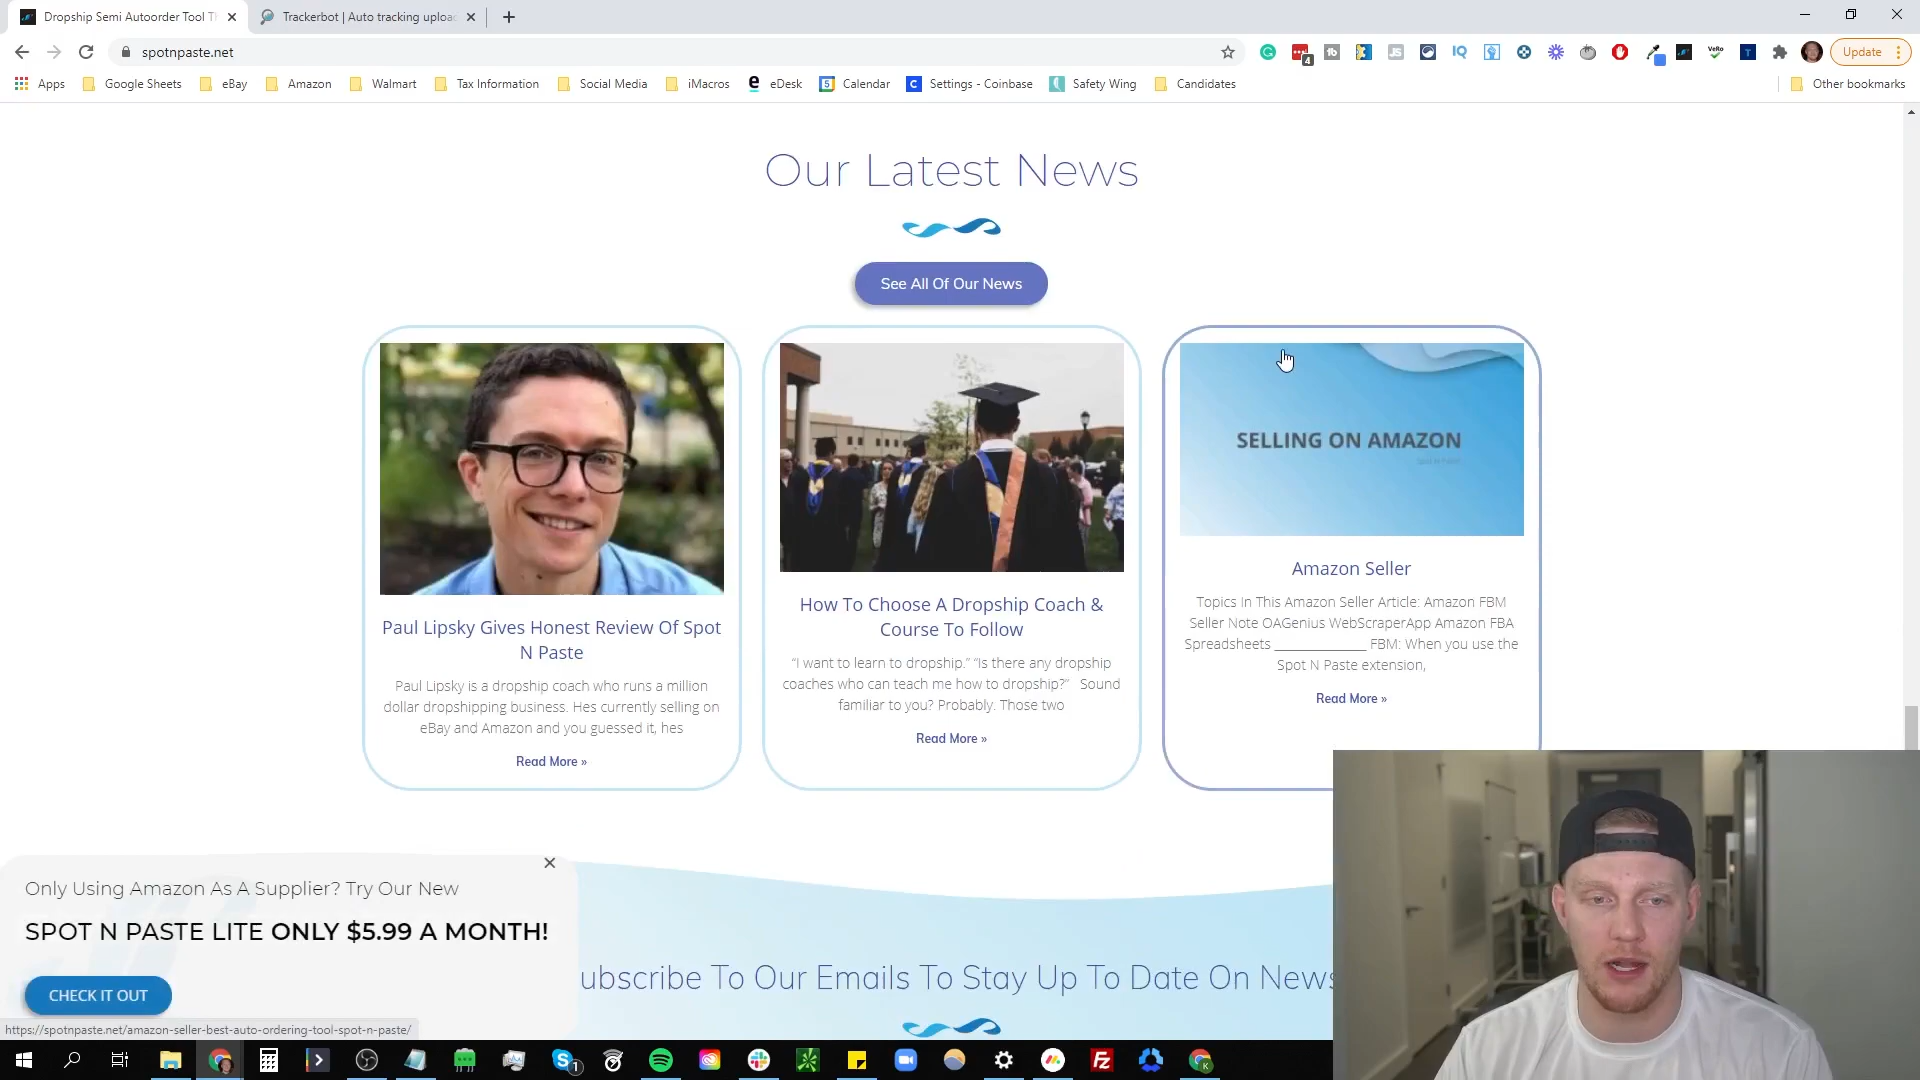 Dropship Semi Autoorder Tool Th
Trackerbot | Auto tracking uploa
spotnpaste.net
4
VeRo
Update
Apps
Google Sheets
eBay
Amazon
Walmart
Tax Information
Social Media
iMacros
eDesk
Calendar
Settings - Coinbase
Safety Wing
Candidates
Other bookmarks
Our Latest News
See All Of Our News
SELLING ON AMAZON
Paul Lipsky Gives Honest Review Of Spot
N Paste
Paul Lipsky is a dropship coach who runs a million
dollar dropshipping business. Hes currently selling on
eBay and Amazon and you guessed it, hes
Read More »
How To Choose A Dropship Coach &
Course To Follow
“I want to learn to dropship.” “Is there any dropship
coaches who can teach me how to dropship?” Sound
familiar to you? Probably. Those two
Read More »
Amazon Seller
Topics In This Amazon Seller Article: Amazon FBM
Seller Note OAGenius WebScraperApp Amazon FBA
Spreadsheets ______________ FBM: When you use the
Spot N Paste extension,
Read More »
Only Using Amazon As A Supplier? Try Our New
SPOT N PASTE LITE ONLY $5.99 A MONTH!
CHECK IT OUT
ubscribe To Our Emails To Stay Up To Date On News
https://spotnpaste.net/amazon-seller-best-auto-ordering-tool-spot-n-paste/